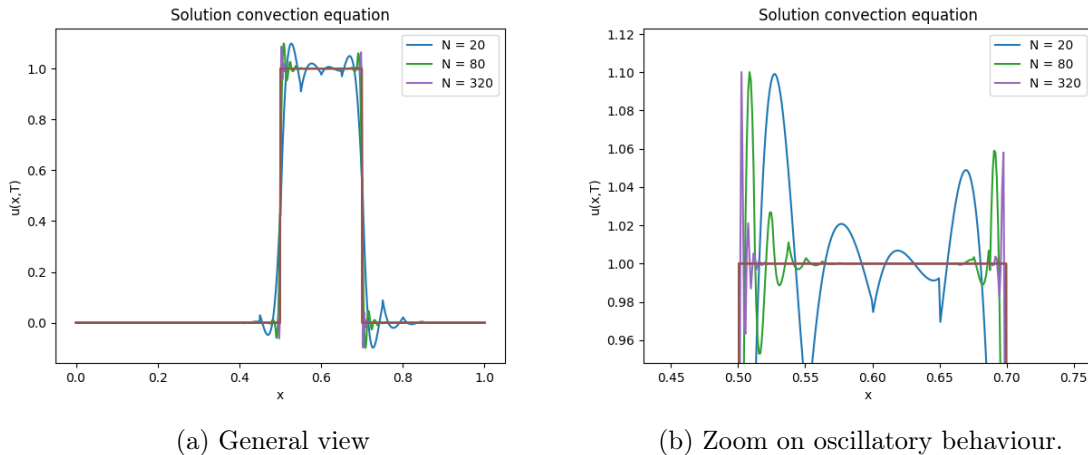 Solution convection equation
u(x,T)
1.0
0.8
0.6
0.4
0.2
0.0
N = 20
N = 80
N = 320
0.0 0.2 0.4 0.6 0.8 1.0
x
(a) General view
Solution convection equation
u(x,T)
1.12
1.10
1.08
1.06
1.04
1.02
1.00
0.98
0.96
N = 20
N = 80
N = 320
0.45 0.50 0.55 0.60 0.65 0.70 0.75
x
(b) Zoom on oscillatory behaviour.